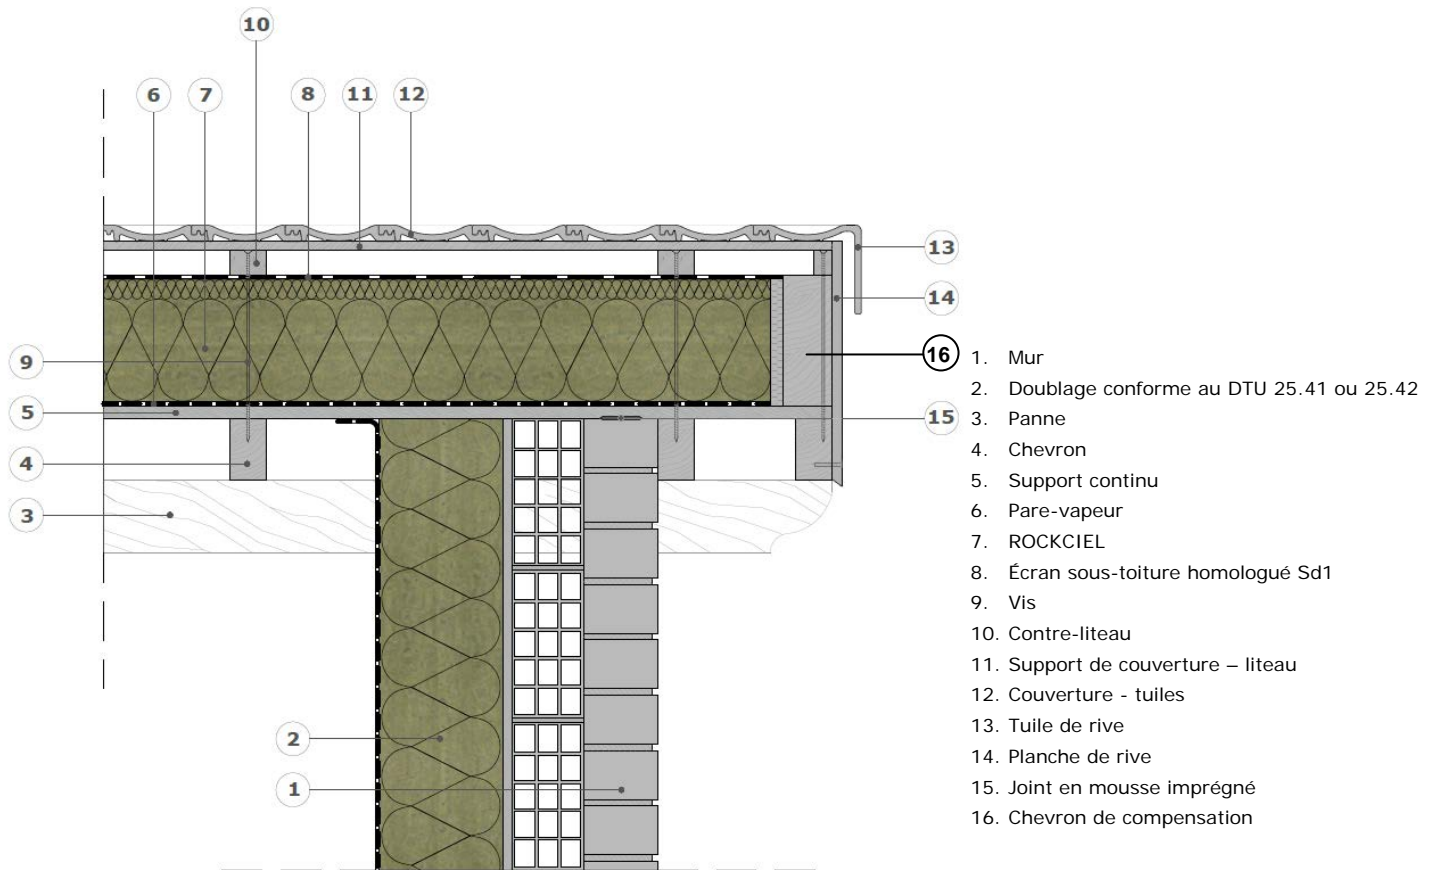 10
6
7
8
11
12
13
14
9
16
5
15
4
3
2
1
1. Mur
2. Doublage conforme au DTU 25.41 ou 25.42
3. Panne
4. Chevron
5. Support continu
6. Pare-vapeur
7. ROCKCIEL
8. Écran sous-toiture homologué Sd1
9. Vis
10. Contre-liteau
11. Support de couverture – liteau
12. Couverture - tuiles
13. Tuile de rive
14. Planche de rive
15. Joint en mousse imprégné
16. Chevron de compensation